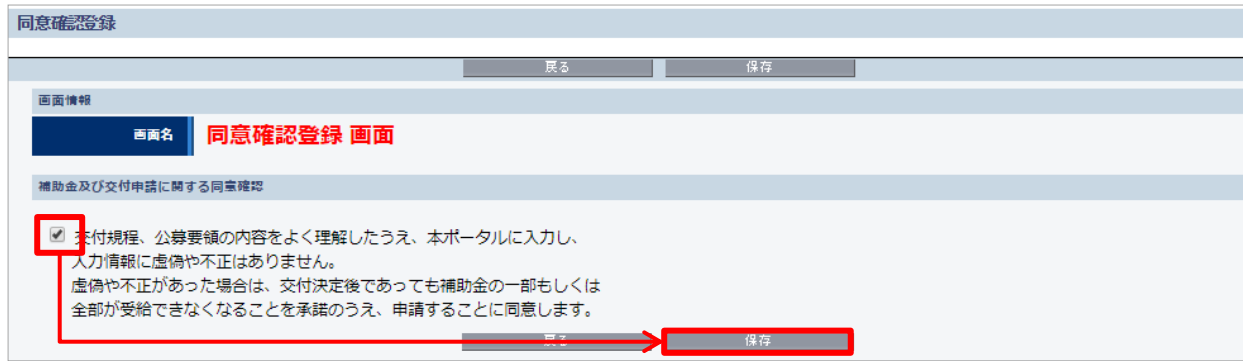 同意確認登録
戻る 保存
画面情報
画面名 同意確認登録 画面
補助金及び交付申請に関する同意確認
交付規程、公募要領の内容をよく理解したうえ、本ポータルに入力し、
入力情報に虚偽や不正はありません。
虚偽や不正があった場合は、交付決定後であっても補助金の一部もしくは
全部が受給できなくなることを承諾のうえ、申請することに同意します。
戻る 保存